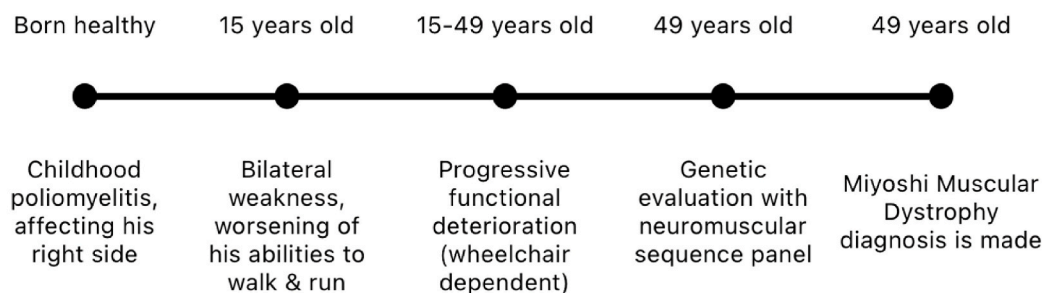 Born healthy
15 years old
15-49 years old
49 years old
49 years old
Childhood
poliomyelitis,
affecting his
right side
Bilateral
weakness,
worsening of
his abilities to
walk & run
Progressive
functional
deterioration
(wheelchair
dependent)
Genetic
evaluation with
neuromuscular
sequence panel
Miyoshi Muscular
Dystrophy
diagnosis is made